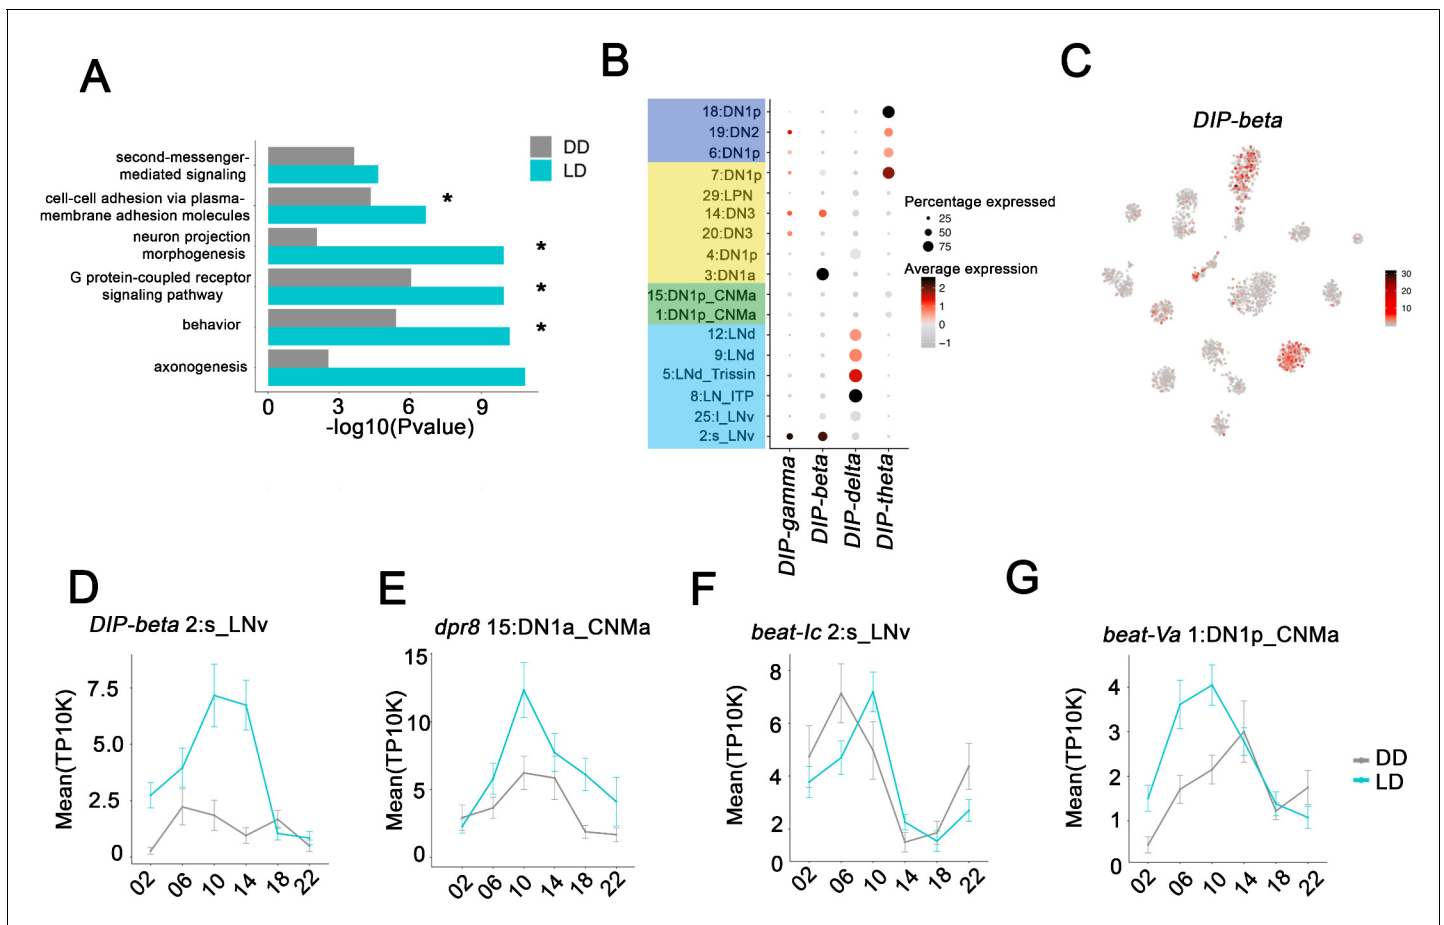 A
DD
LD
second-messenger-
mediated signaling
cell-cell adhesion via plasma-
membrane adhesion molecules
*
neuron projection
morphogenesis
*
G protein-coupled receptor
signaling pathway
*
behavior
*
axonogenesis
0 3 6 9
-log10(Pvalue)
B
18:DN1p
19:DN2
6:DN1p
7:DN1p
29:LPN
14:DN3
20:DN3
4:DN1p
3:DN1a
15:DN1p_CNMa
1:DN1p_CNMa
12:LNd
9:LNd
5:LNd_Trissin
8:LN_ITP
25:l_LNv
2:s_LNv
DIP-gamma
DIP-beta
DIP-delta
DIP-theta
Percentage expressed
25
50
75
Average expression
2
1
0
−1
C
DIP-beta
30
20
10
D
DIP-beta 2:s_LNv
Mean(TP10K)
7.5
5.0
2.5
0
02 06 10 14 18 22
E
dpr8 15:DN1a_CNMa
Mean(TP10K)
15
10
5
0
02 06 10 14 18 22
F
beat-Ic 2:s_LNv
Mean(TP10K)
8
6
4
2
0
02 06 10 14 18 22
G
beat-Va 1:DN1p_CNMa
Mean(TP10K)
4
3
2
1
0
02 06 10 14 18 22
DD
LD